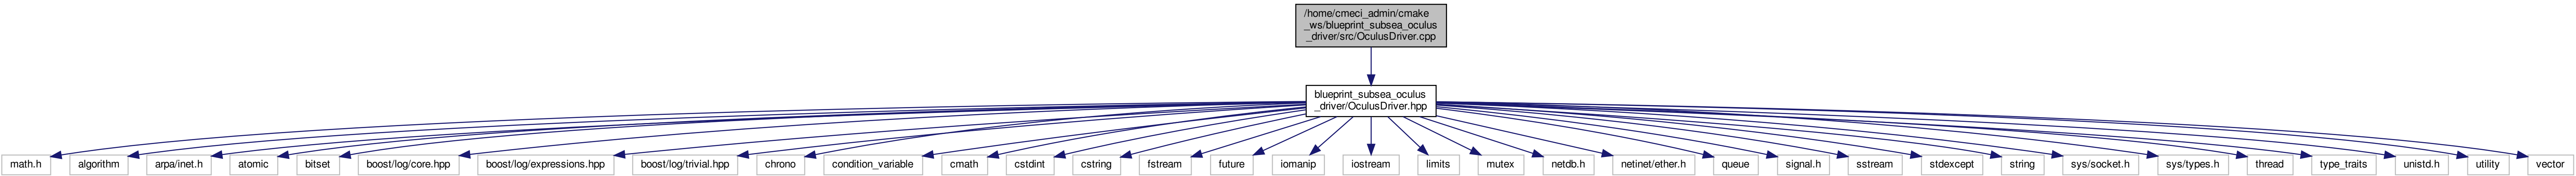 /home/cmeci_admin/cmake
_ws/blueprint_subsea_oculus
_driver/src/OculusDriver.cpp
blueprint_subsea_oculus
_driver/OculusDriver.hpp
math.h
algorithm
arpa/inet.h
atomic
bitset
boost/log/core.hpp
boost/log/expressions.hpp
boost/log/trivial.hpp
chrono
condition_variable
cmath
cstdint
cstring
fstream
future
iomanip
iostream
limits
mutex
netdb.h
netinet/ether.h
queue
signal.h
sstream
stdexcept
string
sys/socket.h
sys/types.h
thread
type_traits
unistd.h
utility
vector